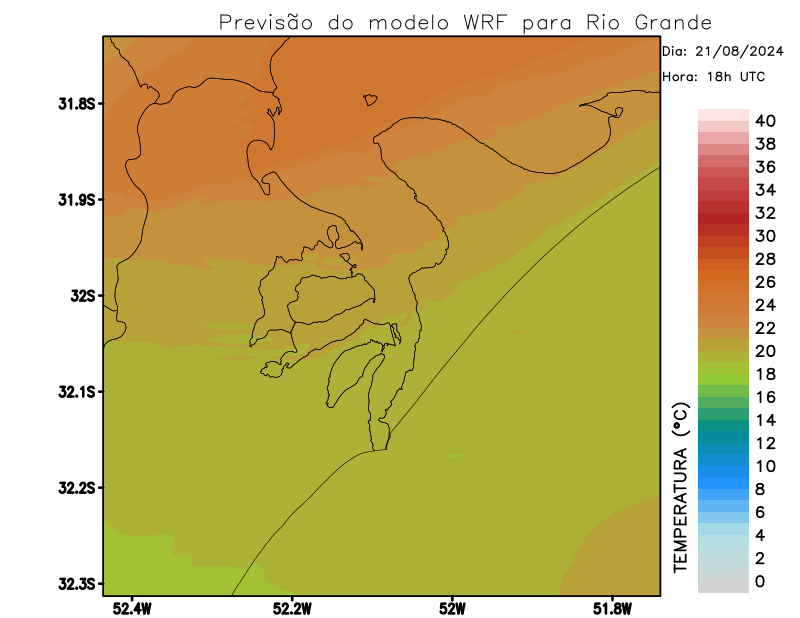 Previsão do modelo WRF para Rio Grande
Dia: 21/08/2024
Hora: 18h UTC
31.8S
31.9S
32S
32.1S
32.2S
32.3S
52.4W
52.2W
52W
51.8W
40
38
36
34
32
30
28
26
24
22
20
18
16
14
12
10
8
6
4
2
0
TEMPERATURA (°C)